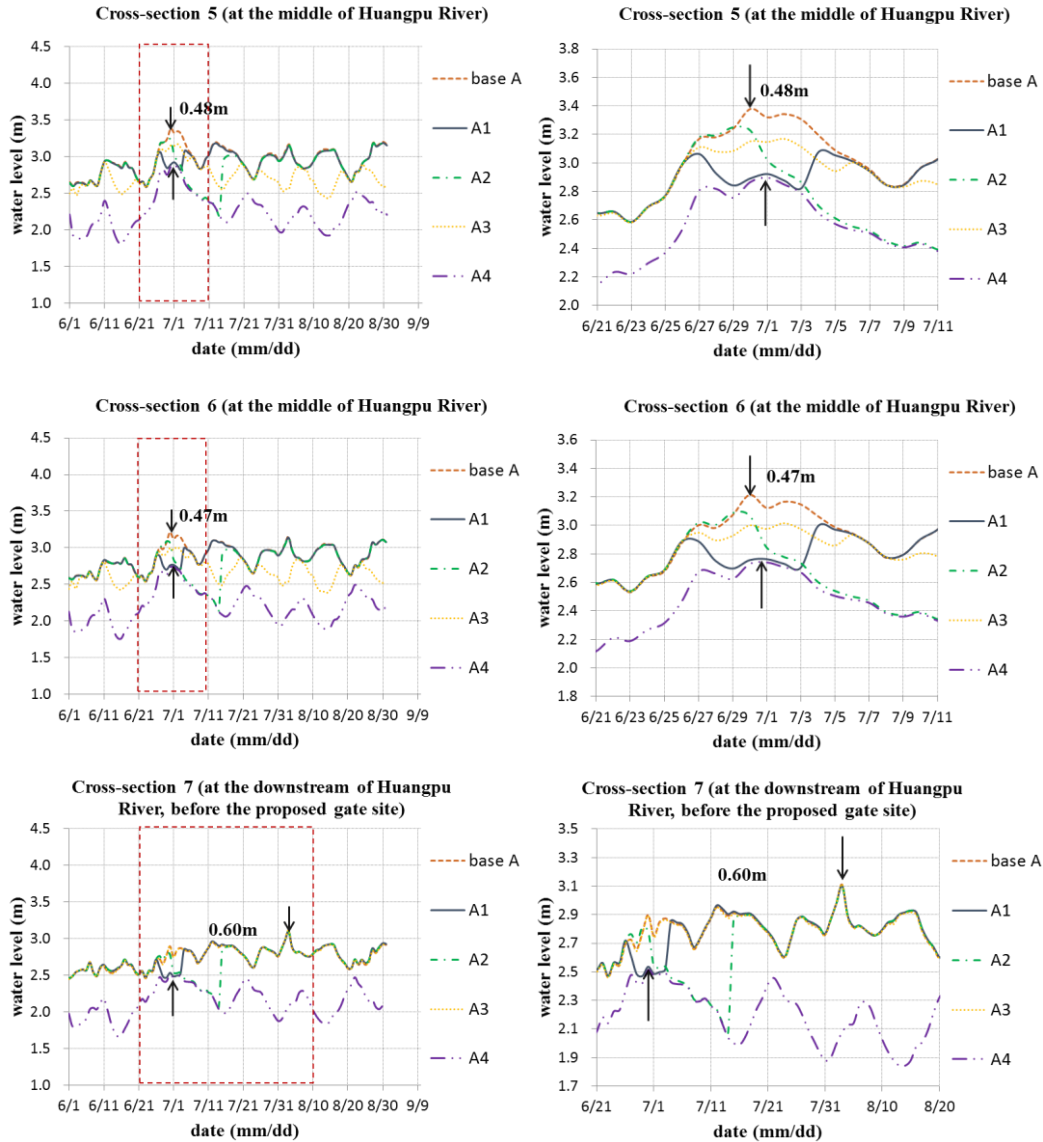 Cross-section 5 (at the middle of Huangpu River)
4.5
4.0
3.5
3.0
2.5
2.0
1.5
1.0
water level (m)
0.48m
6/1 6/11 6/21 7/1 7/11 7/21 7/31 8/10 8/20 8/30 9/9
date (mm/dd)
base A
A1
A2
A3
A4
Cross-section 5 (at the middle of Huangpu River)
3.8
3.6
3.4
3.2
3.0
2.8
2.6
2.4
2.2
2.0
water level (m)
0.48m
6/21 6/23 6/25 6/27 6/29 7/1 7/3 7/5 7/7 7/9 7/11
date (mm/dd)
base A
A1
A2
A3
A4
Cross-section 6 (at the middle of Huangpu River)
4.5
4.0
3.5
3.0
2.5
2.0
1.5
1.0
water level (m)
0.47m
6/1 6/11 6/21 7/1 7/11 7/21 7/31 8/10 8/20 8/30 9/9
date (mm/dd)
base A
A1
A2
A3
A4
Cross-section 6 (at the middle of Huangpu River)
3.6
3.4
3.2
3.0
2.8
2.6
2.4
2.2
2.0
1.8
water level (m)
0.47m
6/21 6/23 6/25 6/27 6/29 7/1 7/3 7/5 7/7 7/9 7/11
date (mm/dd)
base A
A1
A2
A3
A4
Cross-section 7 (at the downstream of Huangpu
River, before the proposed gate site)
4.5
4.0
3.5
3.0
2.5
2.0
1.5
1.0
water level (m)
0.60m
6/1 6/11 6/21 7/1 7/11 7/21 7/31 8/10 8/20 8/30 9/9
date (mm/dd)
base A
A1
A2
A3
A4
Cross-section 7 (at the downstream of Huangpu
River, before the proposed gate site)
3.5
3.3
3.1
2.9
2.7
2.5
2.3
2.1
1.9
1.7
water level (m)
0.60m
6/21 7/1 7/11 7/21 7/31 8/10 8/20
date (mm/dd)
base A
A1
A2
A3
A4